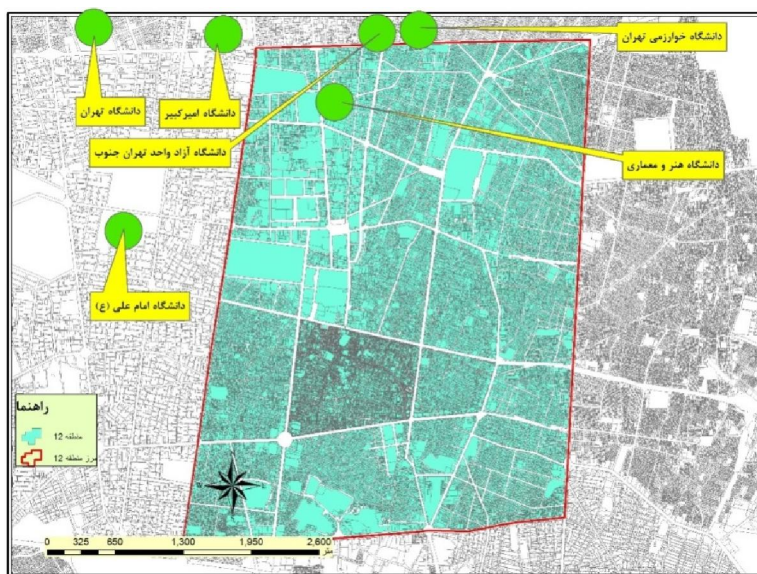 دانشگاه خوارزمی تهران
دانشگاه تهران
دانشگاه امیرکبیر
دانشگاه آزاد واحد تهران جنوب
دانشگاه هنر و معماری
دانشگاه امام علی (ع)
راهنما
منطقه 12
مرز منطقه 12
0 325 650 1,300 1,950 2,600
متر